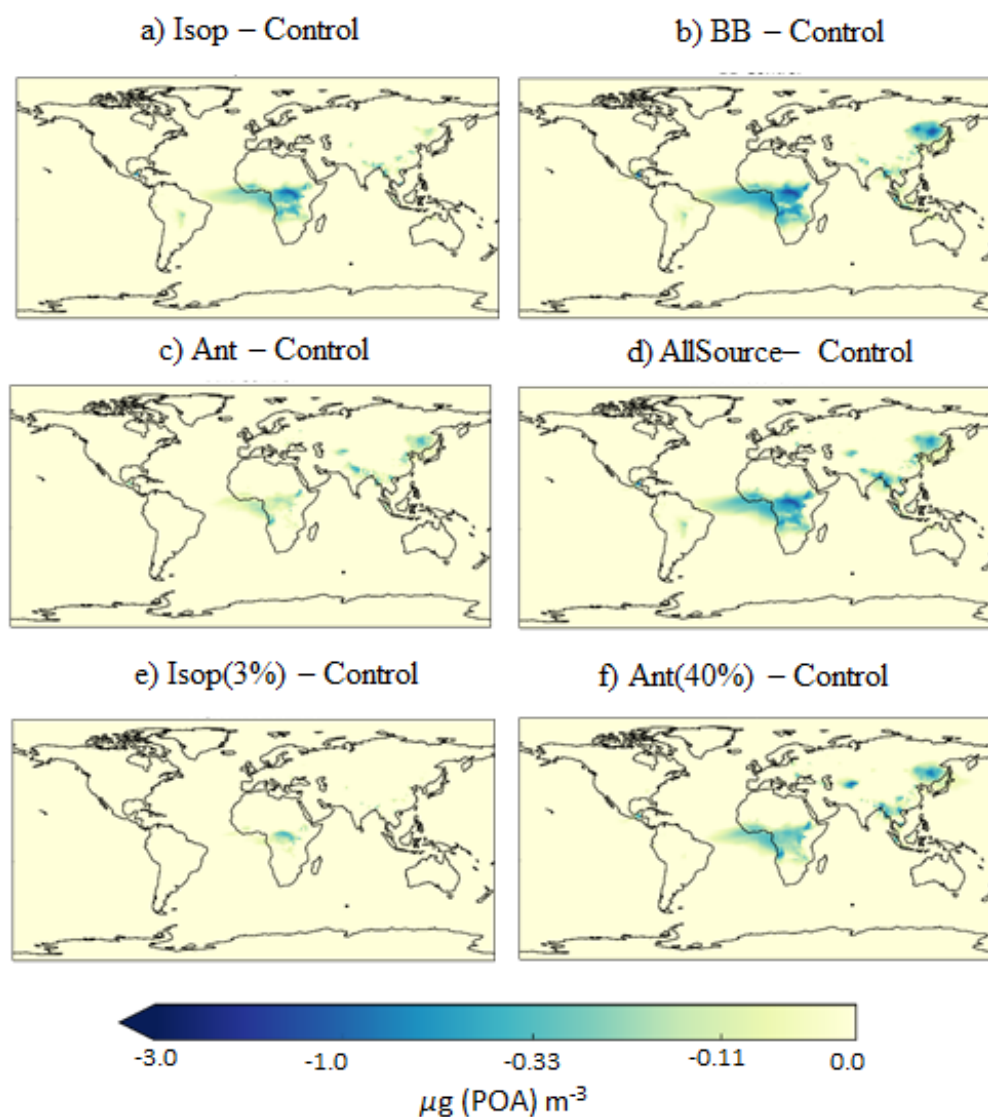 a) Isop – Control
b) BB – Control
c) Ant – Control
d) AllSource– Control
e) Isop(3%) – Control
f) Ant(40%) – Control
-3.0 -1.0 -0.33 -0.11 0.0
μg (POA) m⁻³